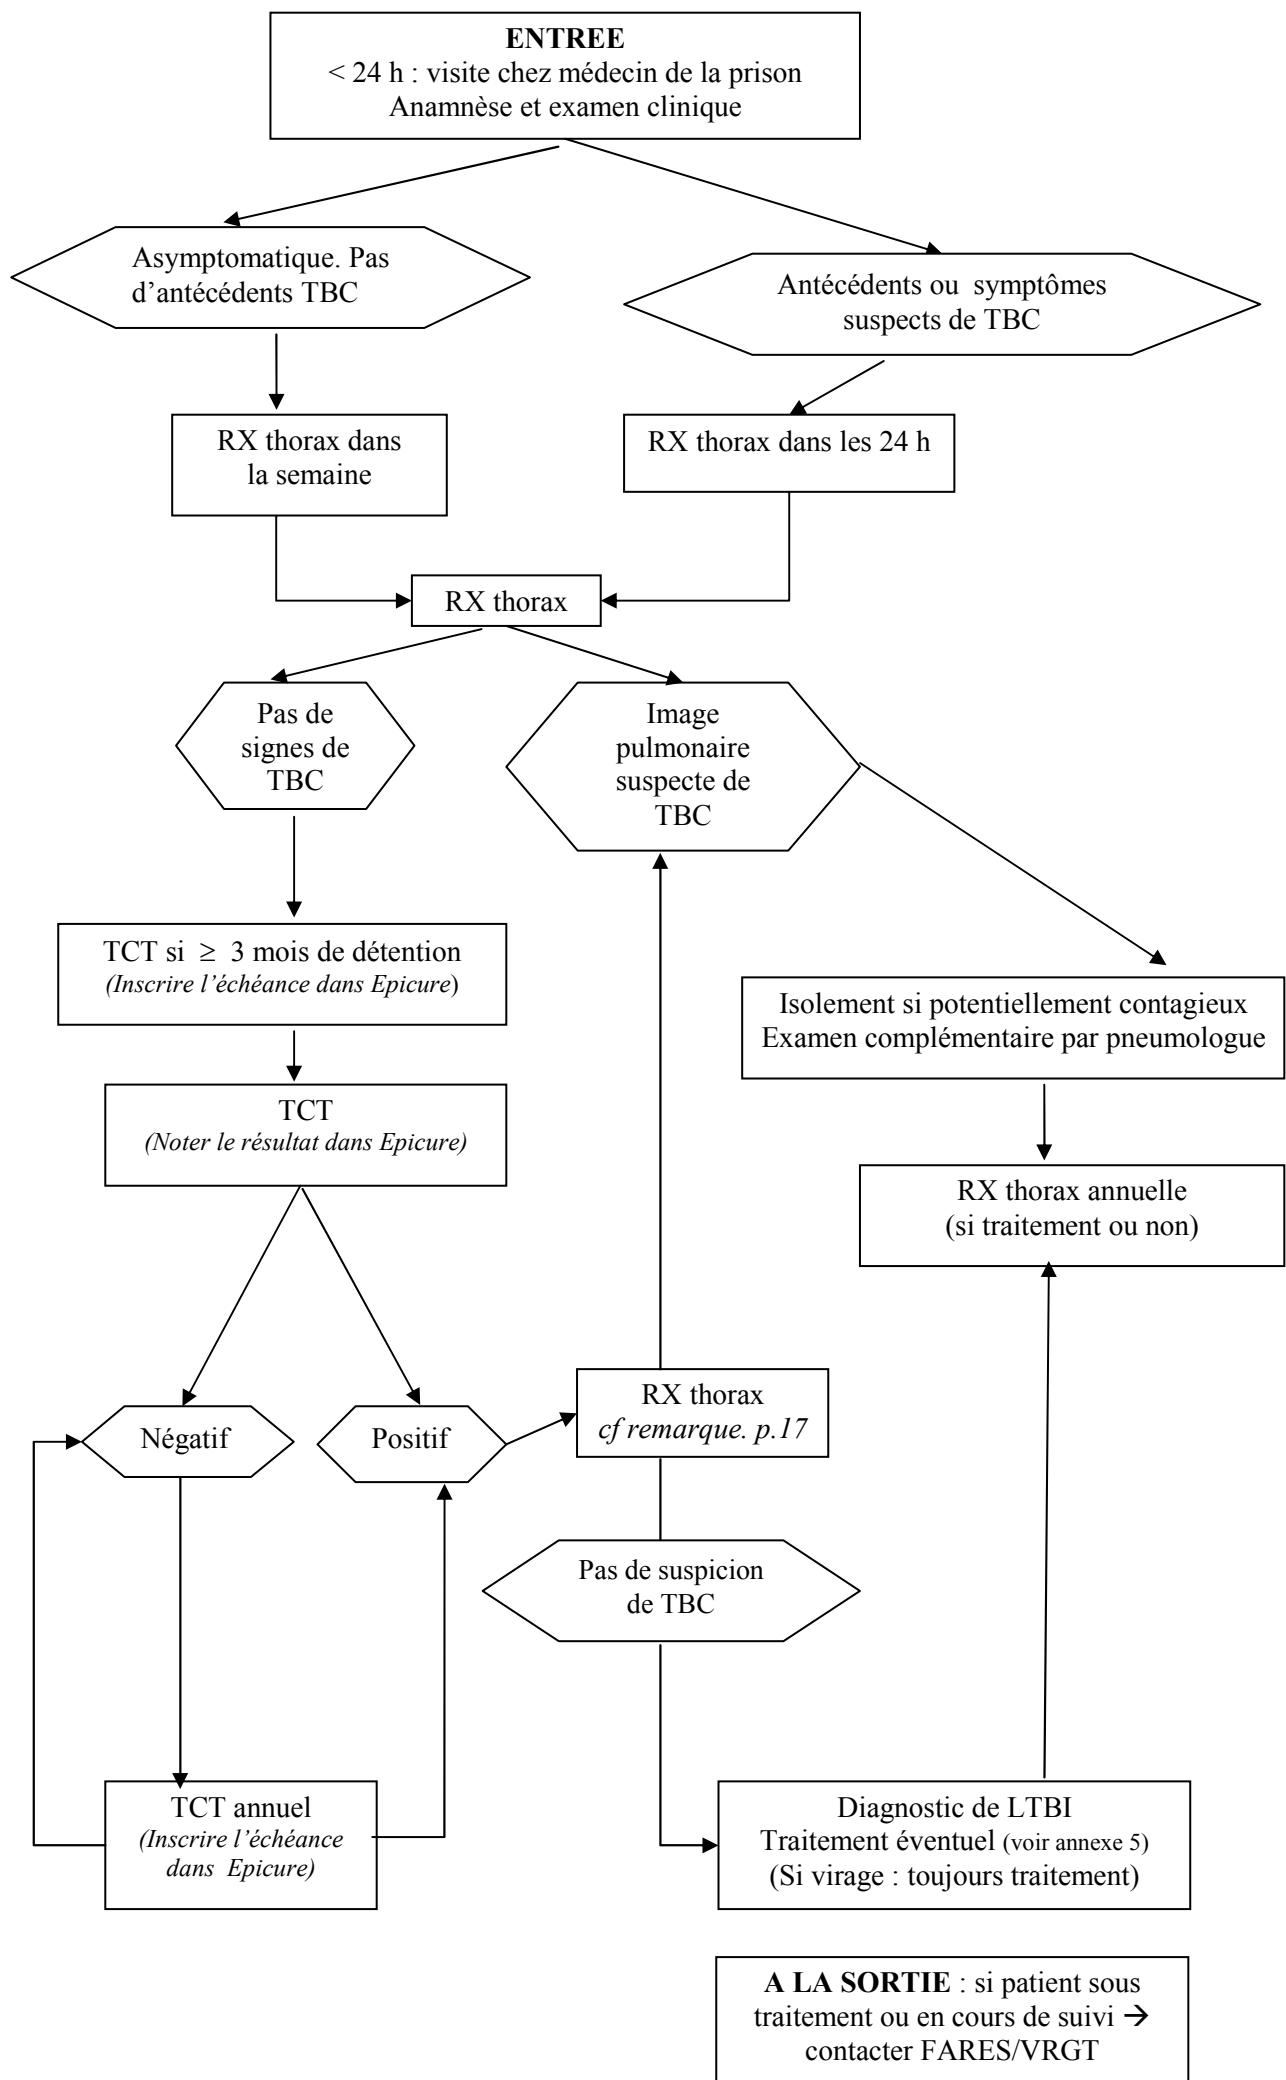 ENTREE
< 24 h : visite chez médecin de la prison
Anamnèse et examen clinique
Asymptomatique. Pas
d’antécédents TBC
Antécédents ou symptômes
suspects de TBC
RX thorax dans
la semaine
RX thorax dans les 24 h
RX thorax
Pas de
signes de
TBC
Image
pulmonaire
suspecte de
TBC
TCT si ≥ 3 mois de détention
(Inscrire l’échéance dans Epicure)
Isolement si potentiellement contagieux
Examen complémentaire par pneumologue
TCT
(Noter le résultat dans Epicure)
RX thorax annuelle
(si traitement ou non)
Négatif
Positif
RX thorax
cf remarque. p.17
Pas de suspicion
de TBC
TCT annuel
(Inscrire l’échéance
dans Epicure)
Diagnostic de LTBI
Traitement éventuel (voir annexe 5)
(Si virage : toujours traitement)
A LA SORTIE : si patient sous
traitement ou en cours de suivi →
contacter FARES/VRGT